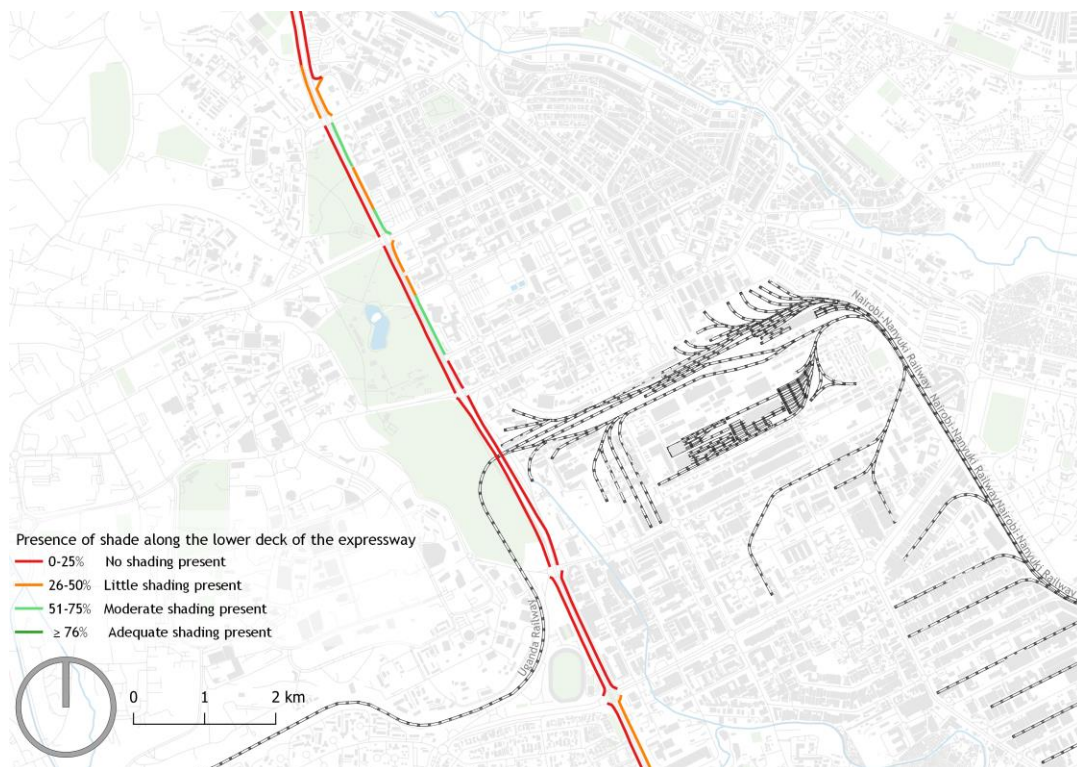 Nairobi-Nanyuki Railway
Nairobi-Nanyuki Railway
Nairobi-Nanyuki Railway
Presence of shade along the lower deck of the expressway
0-25% No shading present
26-50% Little shading present
51-75% Moderate shading present
≥ 76% Adequate shading present
Uganda Railway
0 1 2 km